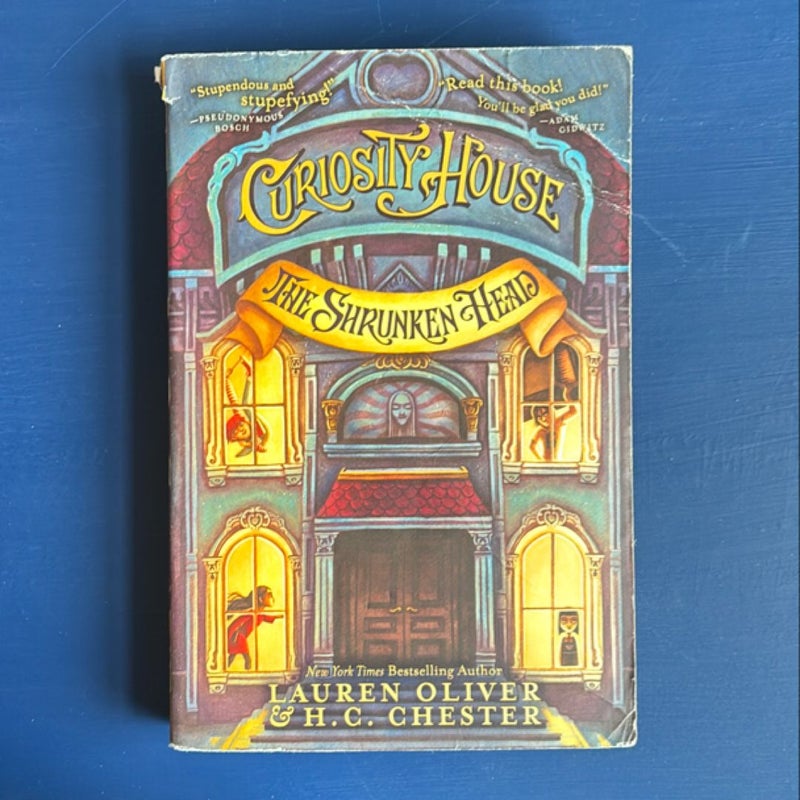 "Stupendous and
stupefying!"
—PSEUDONYMOUS
BOSCH
"Read this book!
You'll be glad you did!"
—ADAM
GIDWITZ
CURIOSITY HOUSE
THE SHRUNKEN HEAD
New York Times Bestselling Author
LAUREN OLIVER
& H.C. CHESTER